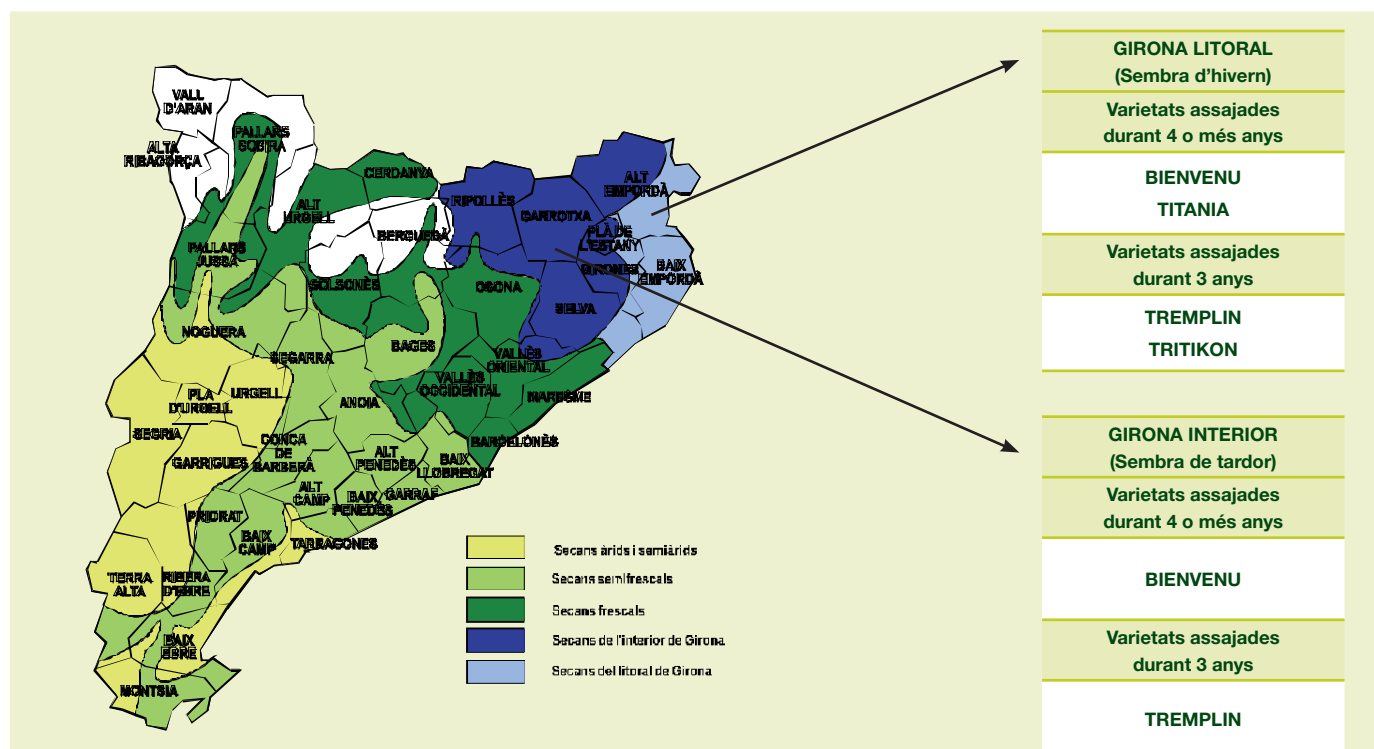 VALL
D'ARAN
PALLARS
SOBIRÀ
ALTA
RIBAGORÇA
CERDANYA
ALT
URGELL
RIPOLLÈS
ALT
EMPORDÀ
GARROTXA
BERGUEDÀ
PLÀ DE
L'ESTANY
PALLARS
JUSSÀ
GIRONÈS
BAIX
EMPORDÀ
SOLSONÈS
OSONA
SELVA
NOGUERA
BAGES
SEGARRA
VALLÈS
ORIENTAL
VALLÈS
OCCIDENTAL
PLA
D'URGELL
URGELL
ANOIA
MARESME
SEGRIÀ
CONCA
DE
BARBERÀ
BARCELONÈS
GARRIGUES
ALT
PENEDÈS
BAIX
LLOBREGAT
ALT
CAMP
BAIX
PENEDÈS
GARRAF
PRIORAT
BAIX
CAMP
TARRAGONES
TERRA
ALTA
RIBERA
D'EBRE
BAIX
EBRE
MONTSIA
Secans àrids i semiàrids
Secans semifrescals
Secans frescals
Secans de l'interior de Girona
Secans del litoral de Girona
GIRONA LITORAL
(Sembra d'hivern)
Varietats assajades
durant 4 o més anys
BIENVENU
TITANIA
Varietats assajades
durant 3 anys
TREMPLIN
TRITIKON
GIRONA INTERIOR
(Sembra de tardor)
Varietats assajades
durant 4 o més anys
BIENVENU
Varietats assajades
durant 3 anys
TREMPLIN